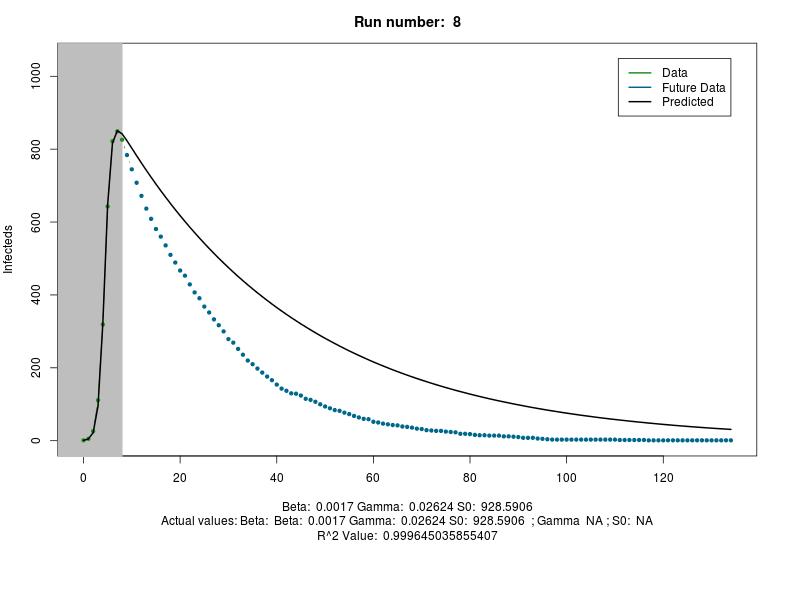 Run number:  8
Data
Future Data
Predicted
1000
800
600
400
200
0
Infecteds
0 20 40 60 80 100 120
Beta:  0.0017 Gamma:  0.02624 S0:  928.5906
Actual values: Beta:  Beta:  0.0017 Gamma:  0.02624 S0:  928.5906  ; Gamma  NA ; S0:  NA
R^2 Value:  0.999645035855407